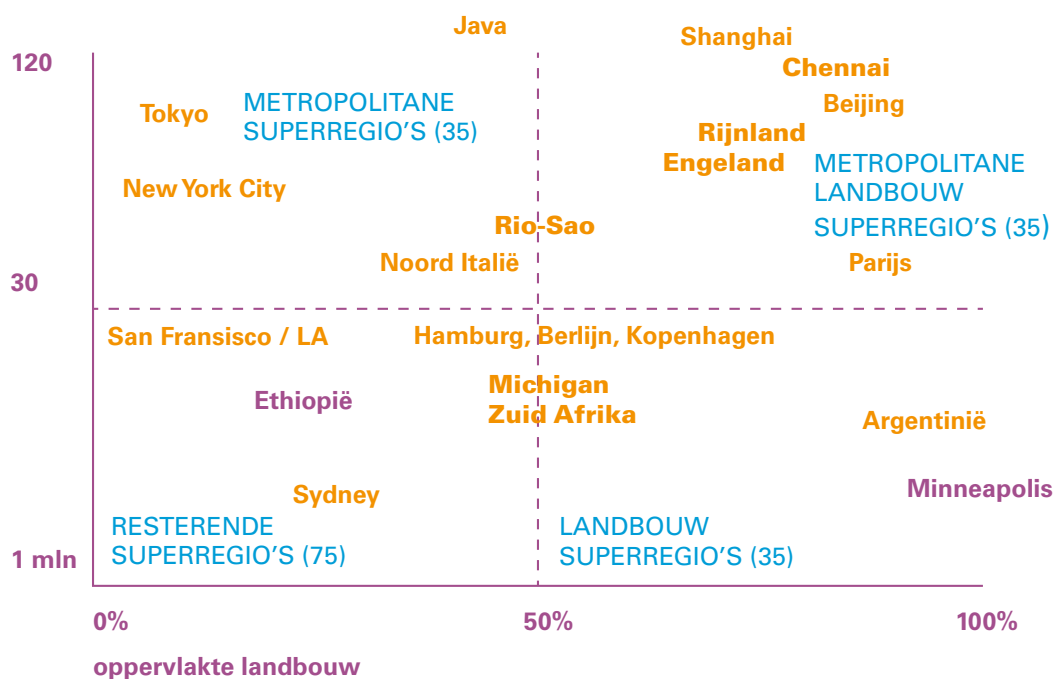 Java
Shanghai
120
Chennai
Beijing
Tokyo
METROPOLITANE
SUPERREGIO'S (35)
Rijnland
Engeland
METROPOLITANE
LANDBOUW
SUPERREGIO'S (35)
New York City
Rio-Sao
Noord Italië
Parijs
30
San Fransisco / LA
Hamburg, Berlijn, Kopenhagen
Ethiopië
Michigan
Zuid Afrika
Argentinië
Minneapolis
Sydney
RESTERENDE
SUPERREGIO'S (75)
LANDBOUW
SUPERREGIO'S (35)
1 mln
0%
50%
100%
oppervlakte landbouw